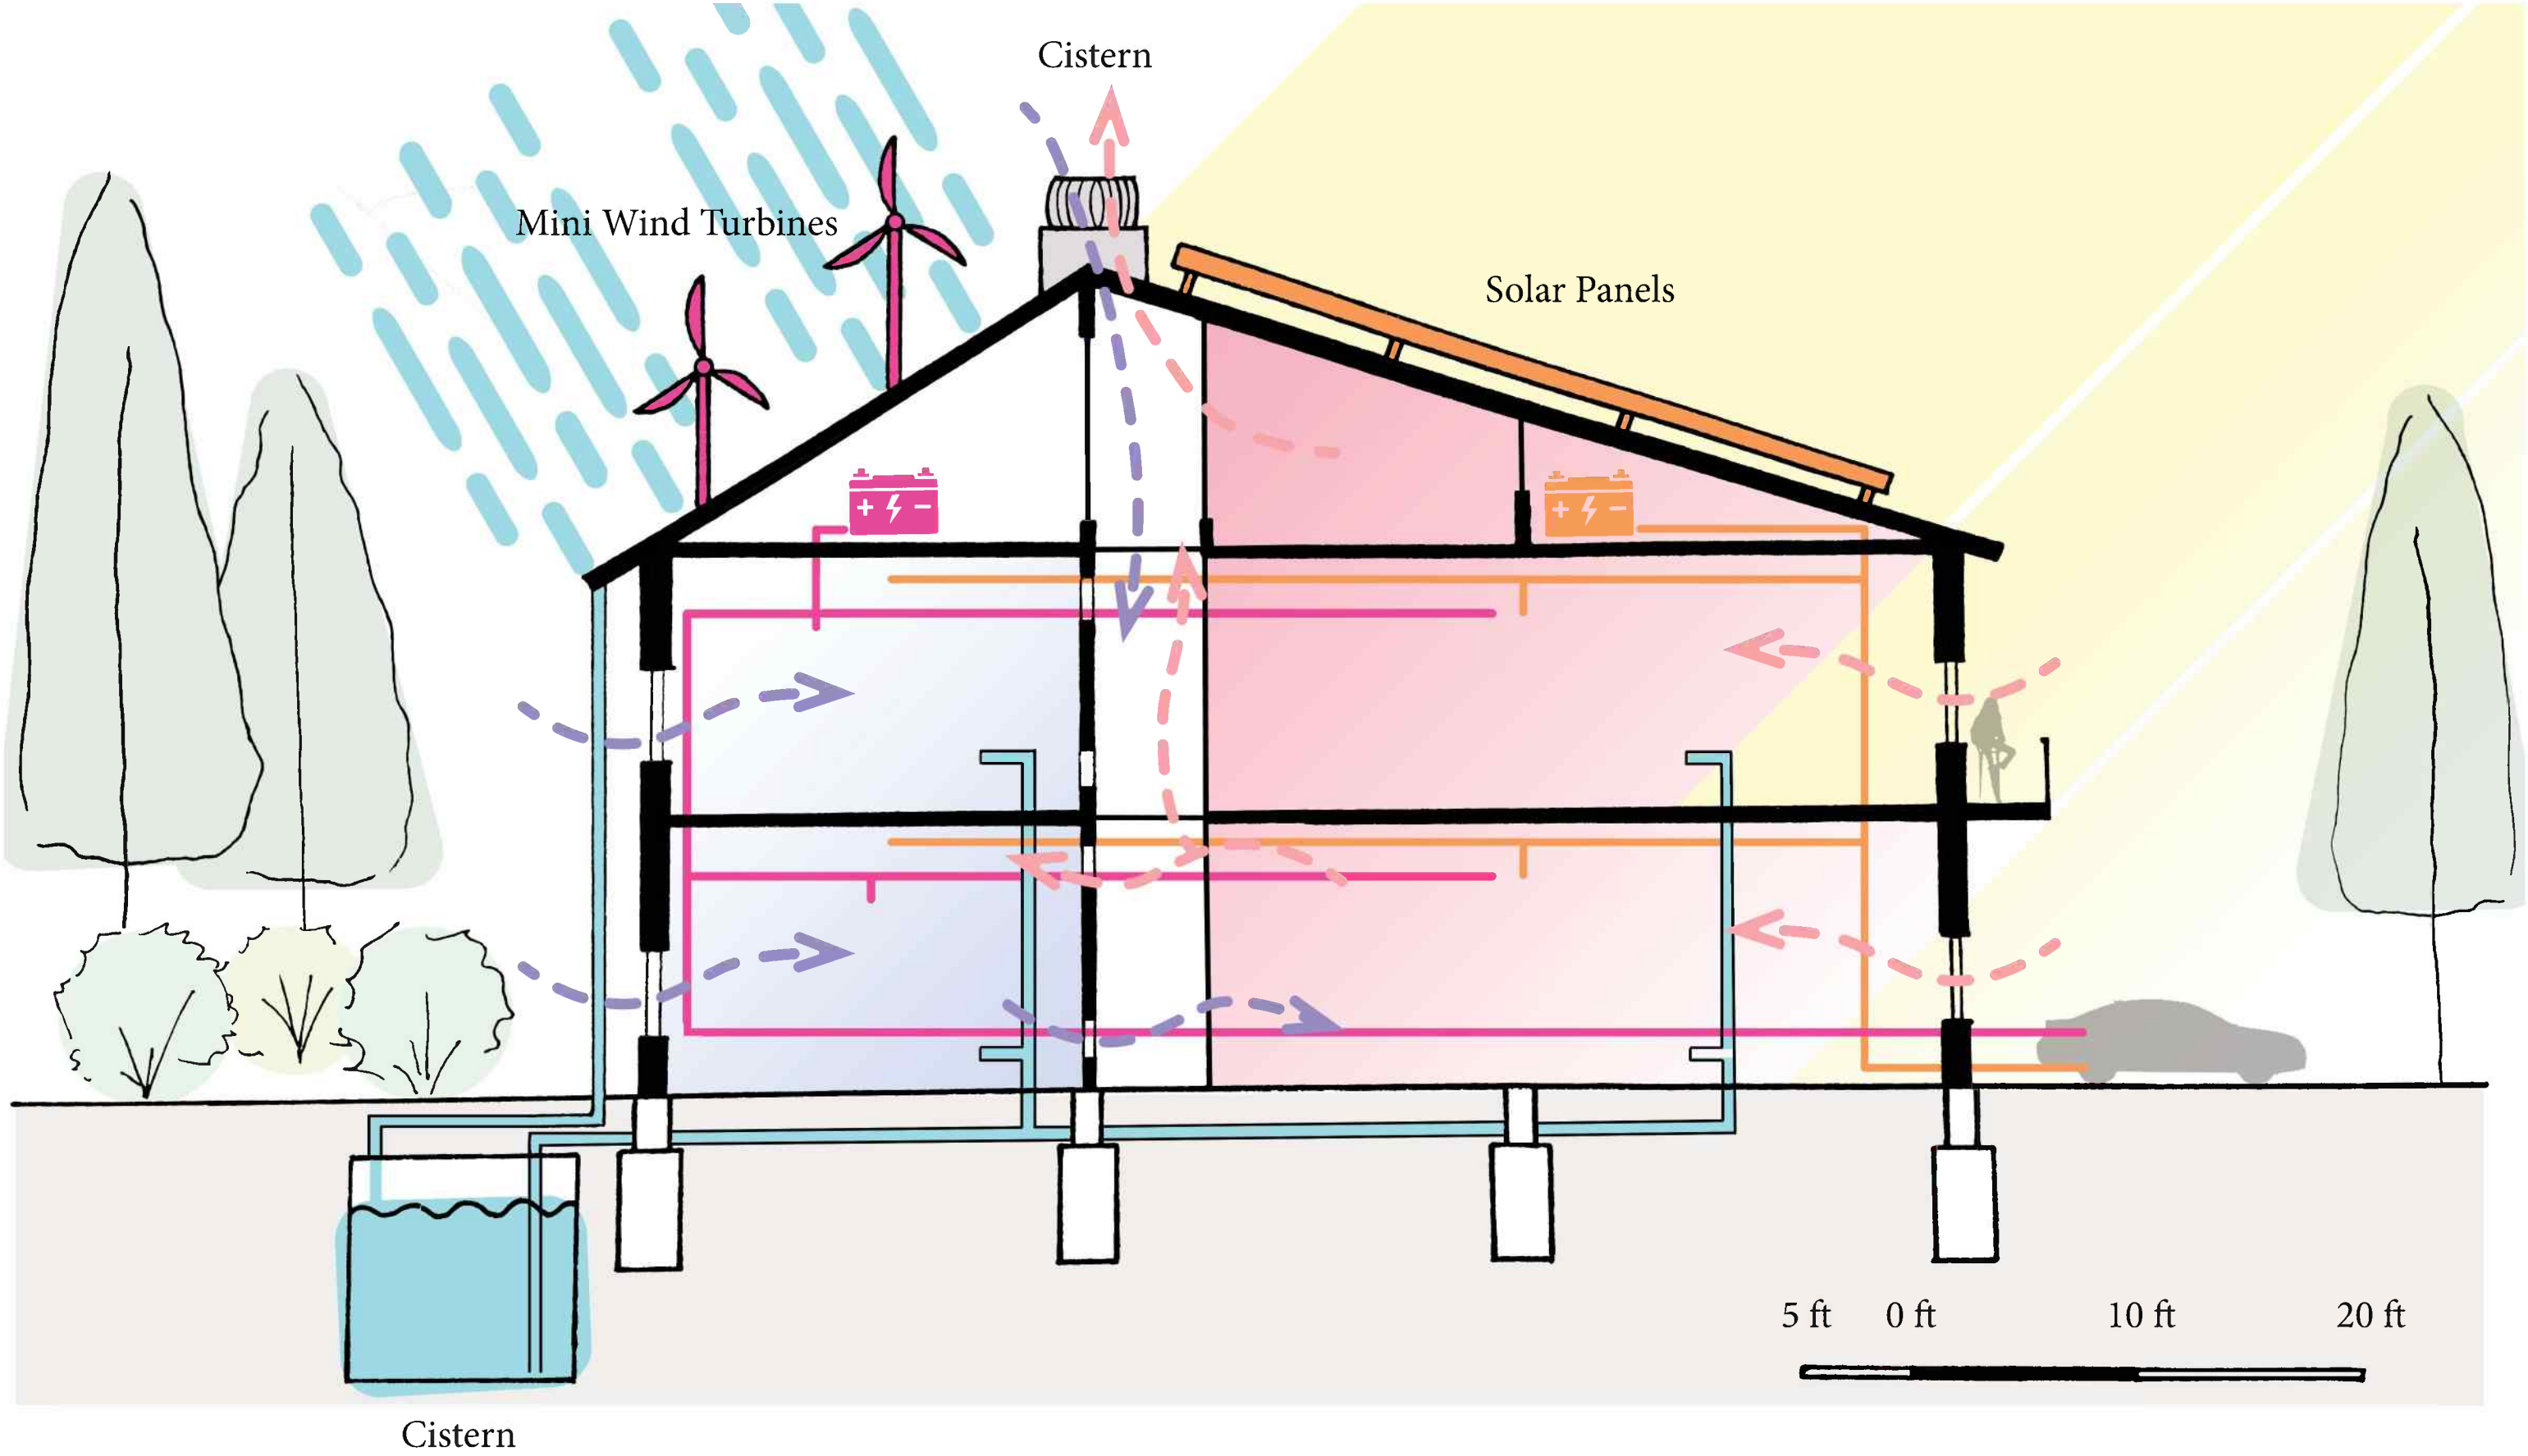 Cistern
Mini Wind Turbines
Solar Panels
5 ft 0 ft 10 ft 20 ft
Cistern